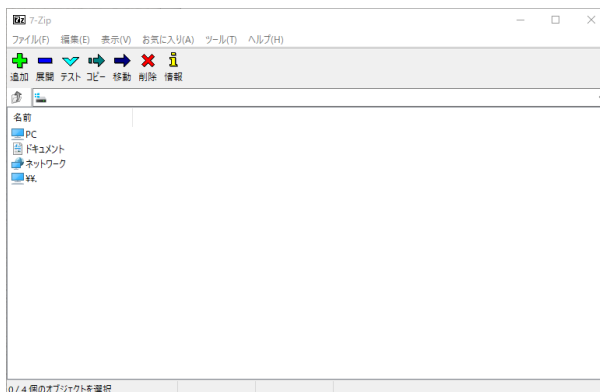 7z 7-Zip
ファイル(F) 編集(E) 表示(V) お気に入り(A) ツール(T) ヘルプ(H)
追加 展開 テスト コピー 移動 削除 情報
名前
PC
ドキュメント
ネットワーク
¥¥.
0 / 4 個のオブジェクトを選択